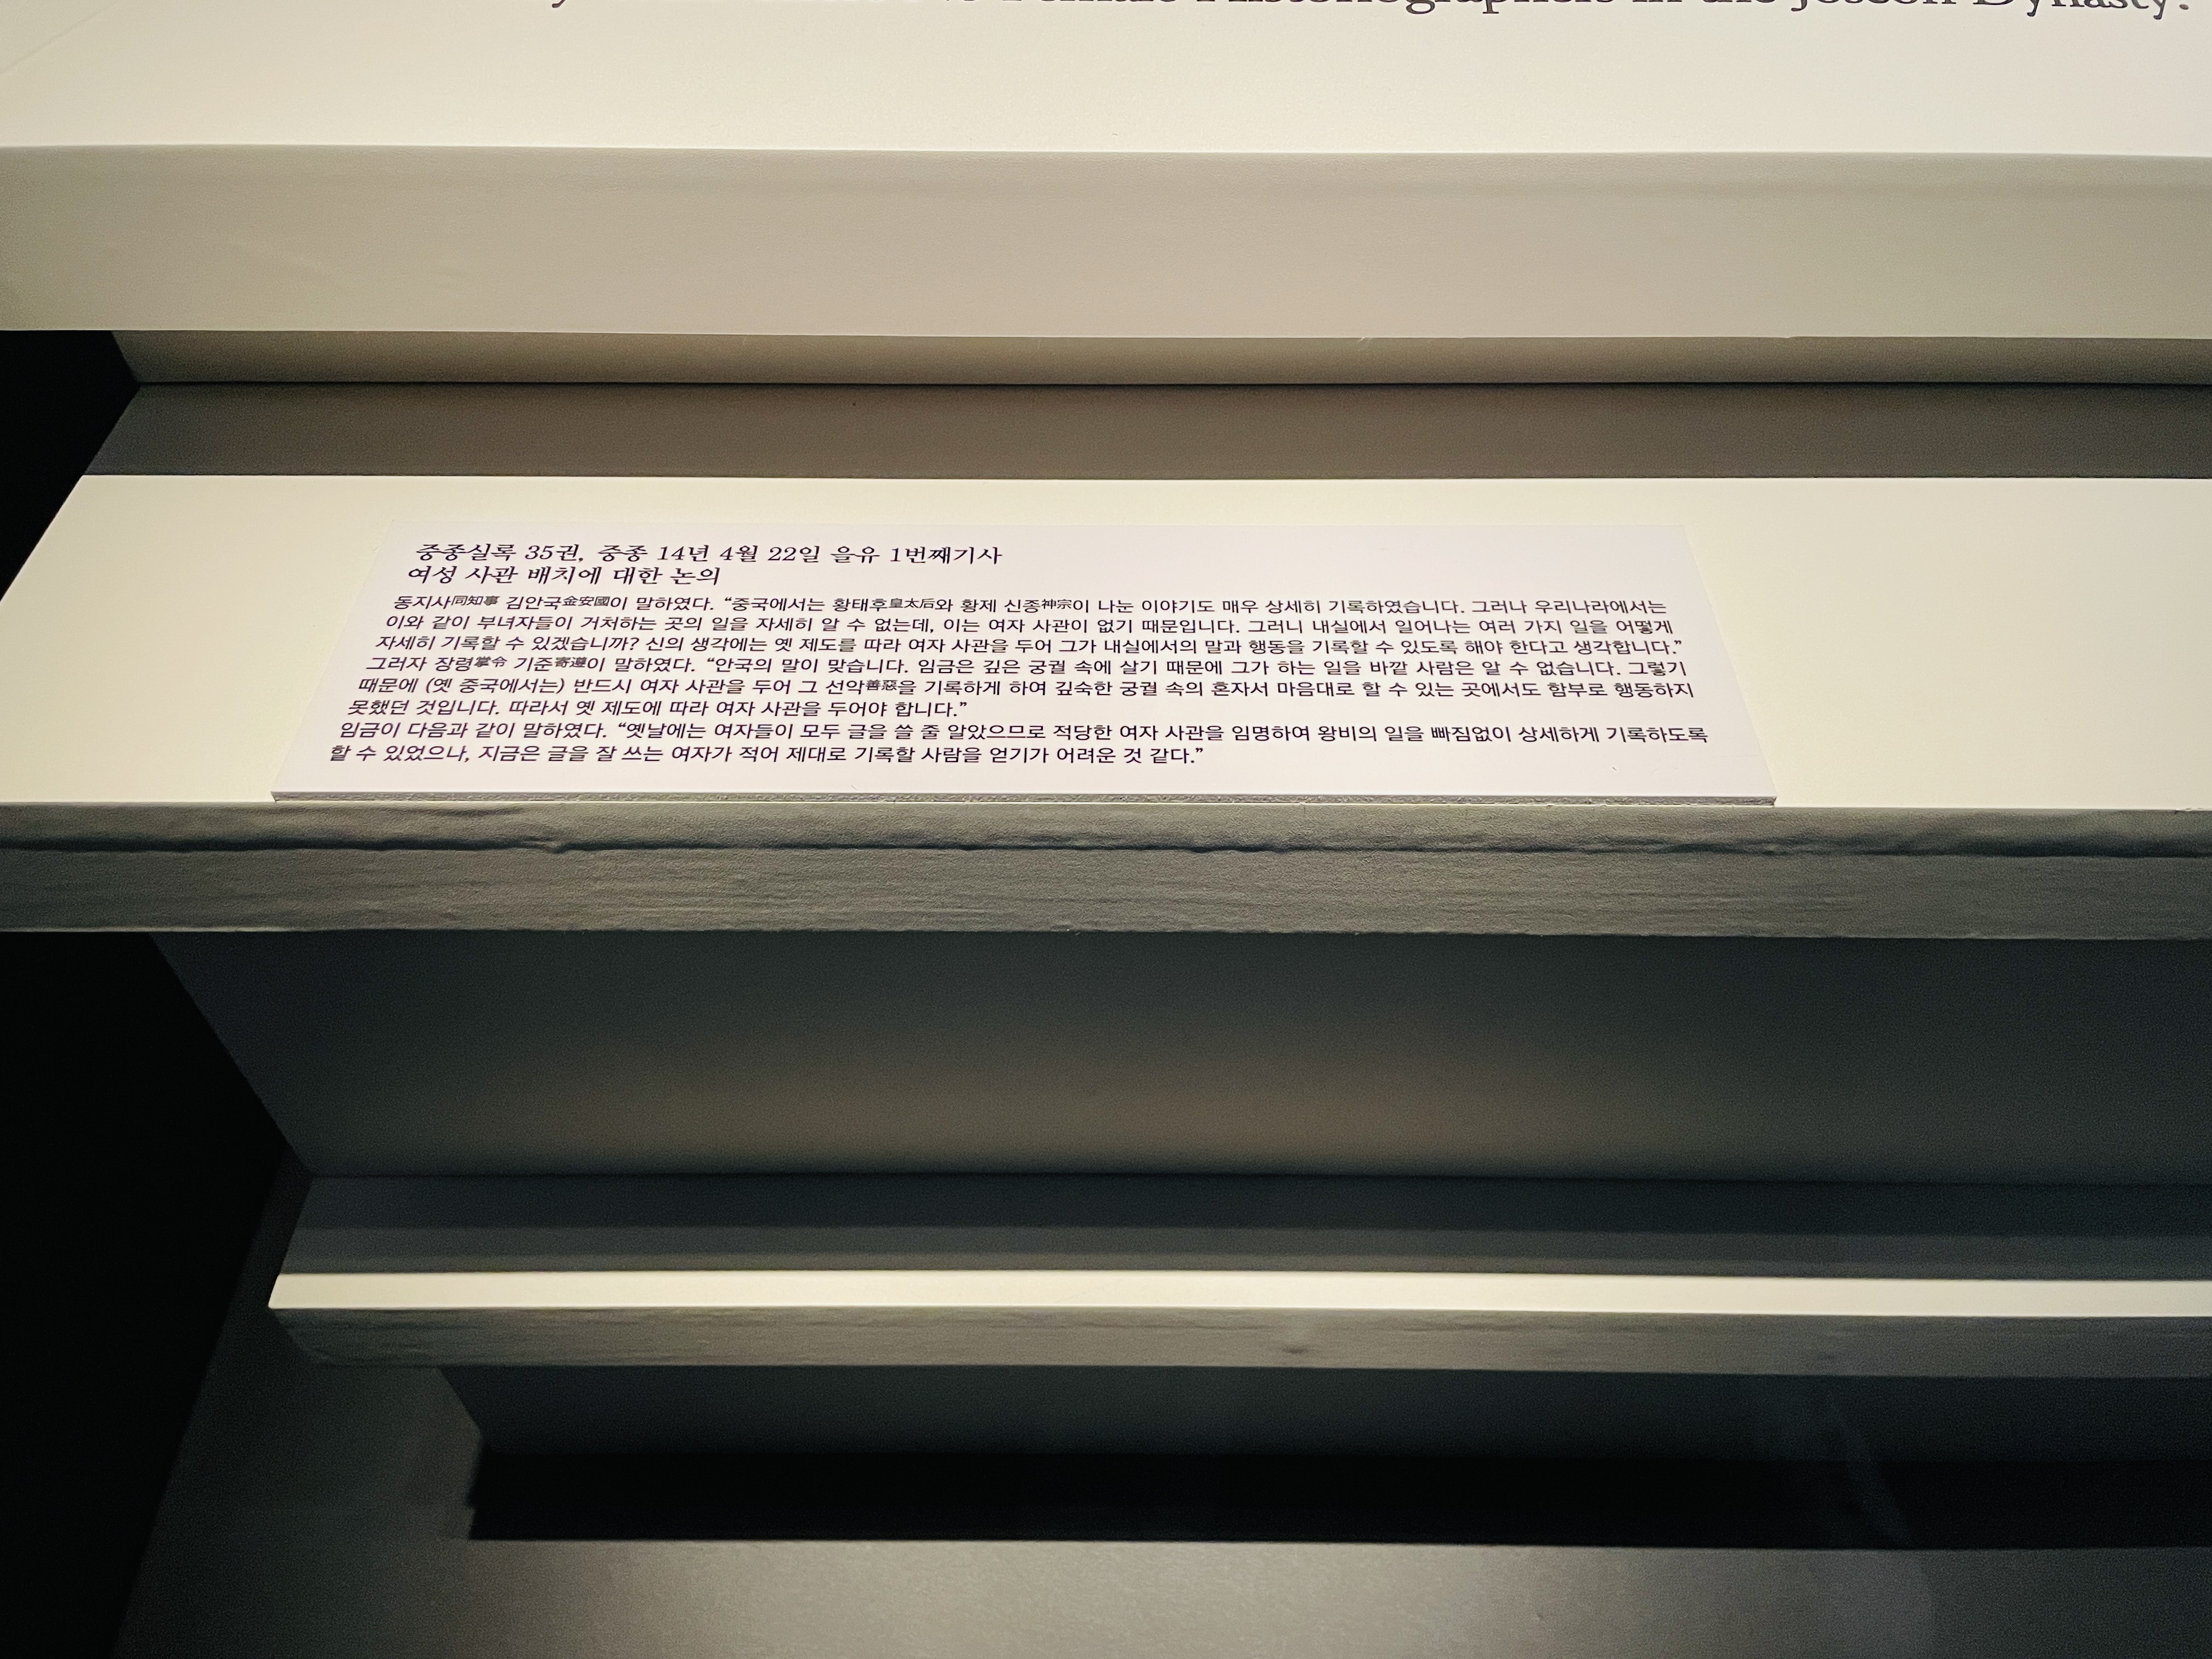 Female Historiographers in the Joseon Dynasty?
중종실록 35권, 중종 14년 4월 22일 을유 1번째기사
여성 사관 배치에 대한 논의
동지사同知事 김안국金安國이 말하였다. “중국에서는 황태후皇太后와 황제 신종神宗이 나눈 이야기도 매우 상세히 기록하였습니다. 그러나 우리나라에서는
이와 같이 부녀자들이 거처하는 곳의 일을 자세히 알 수 없는데, 이는 여자 사관이 없기 때문입니다. 그러니 내실에서 일어나는 여러 가지 일을 어떻게
자세히 기록할 수 있겠습니까? 신의 생각에는 옛 제도를 따라 여자 사관을 두어 그가 내실에서의 말과 행동을 기록할 수 있도록 해야 한다고 생각합니다.”
그러자 장령掌令 기준奇遵이 말하였다. “안국의 말이 맞습니다. 임금은 깊은 궁궐 속에 살기 때문에 그가 하는 일을 바깥 사람은 알 수 없습니다. 그렇기
때문에 (옛 중국에서는) 반드시 여자 사관을 두어 그 선악善惡을 기록하게 하여 깊숙한 궁궐 속의 혼자서 마음대로 할 수 있는 곳에서도 함부로 행동하지
못했던 것입니다. 따라서 옛 제도에 따라 여자 사관을 두어야 합니다.”
임금이 다음과 같이 말하였다. “옛날에는 여자들이 모두 글을 쓸 줄 알았으므로 적당한 여자 사관을 임명하여 왕비의 일을 빠짐없이 상세하게 기록하도록
할 수 있었으나, 지금은 글을 잘 쓰는 여자가 적어 제대로 기록할 사람을 얻기가 어려운 것 같다.”